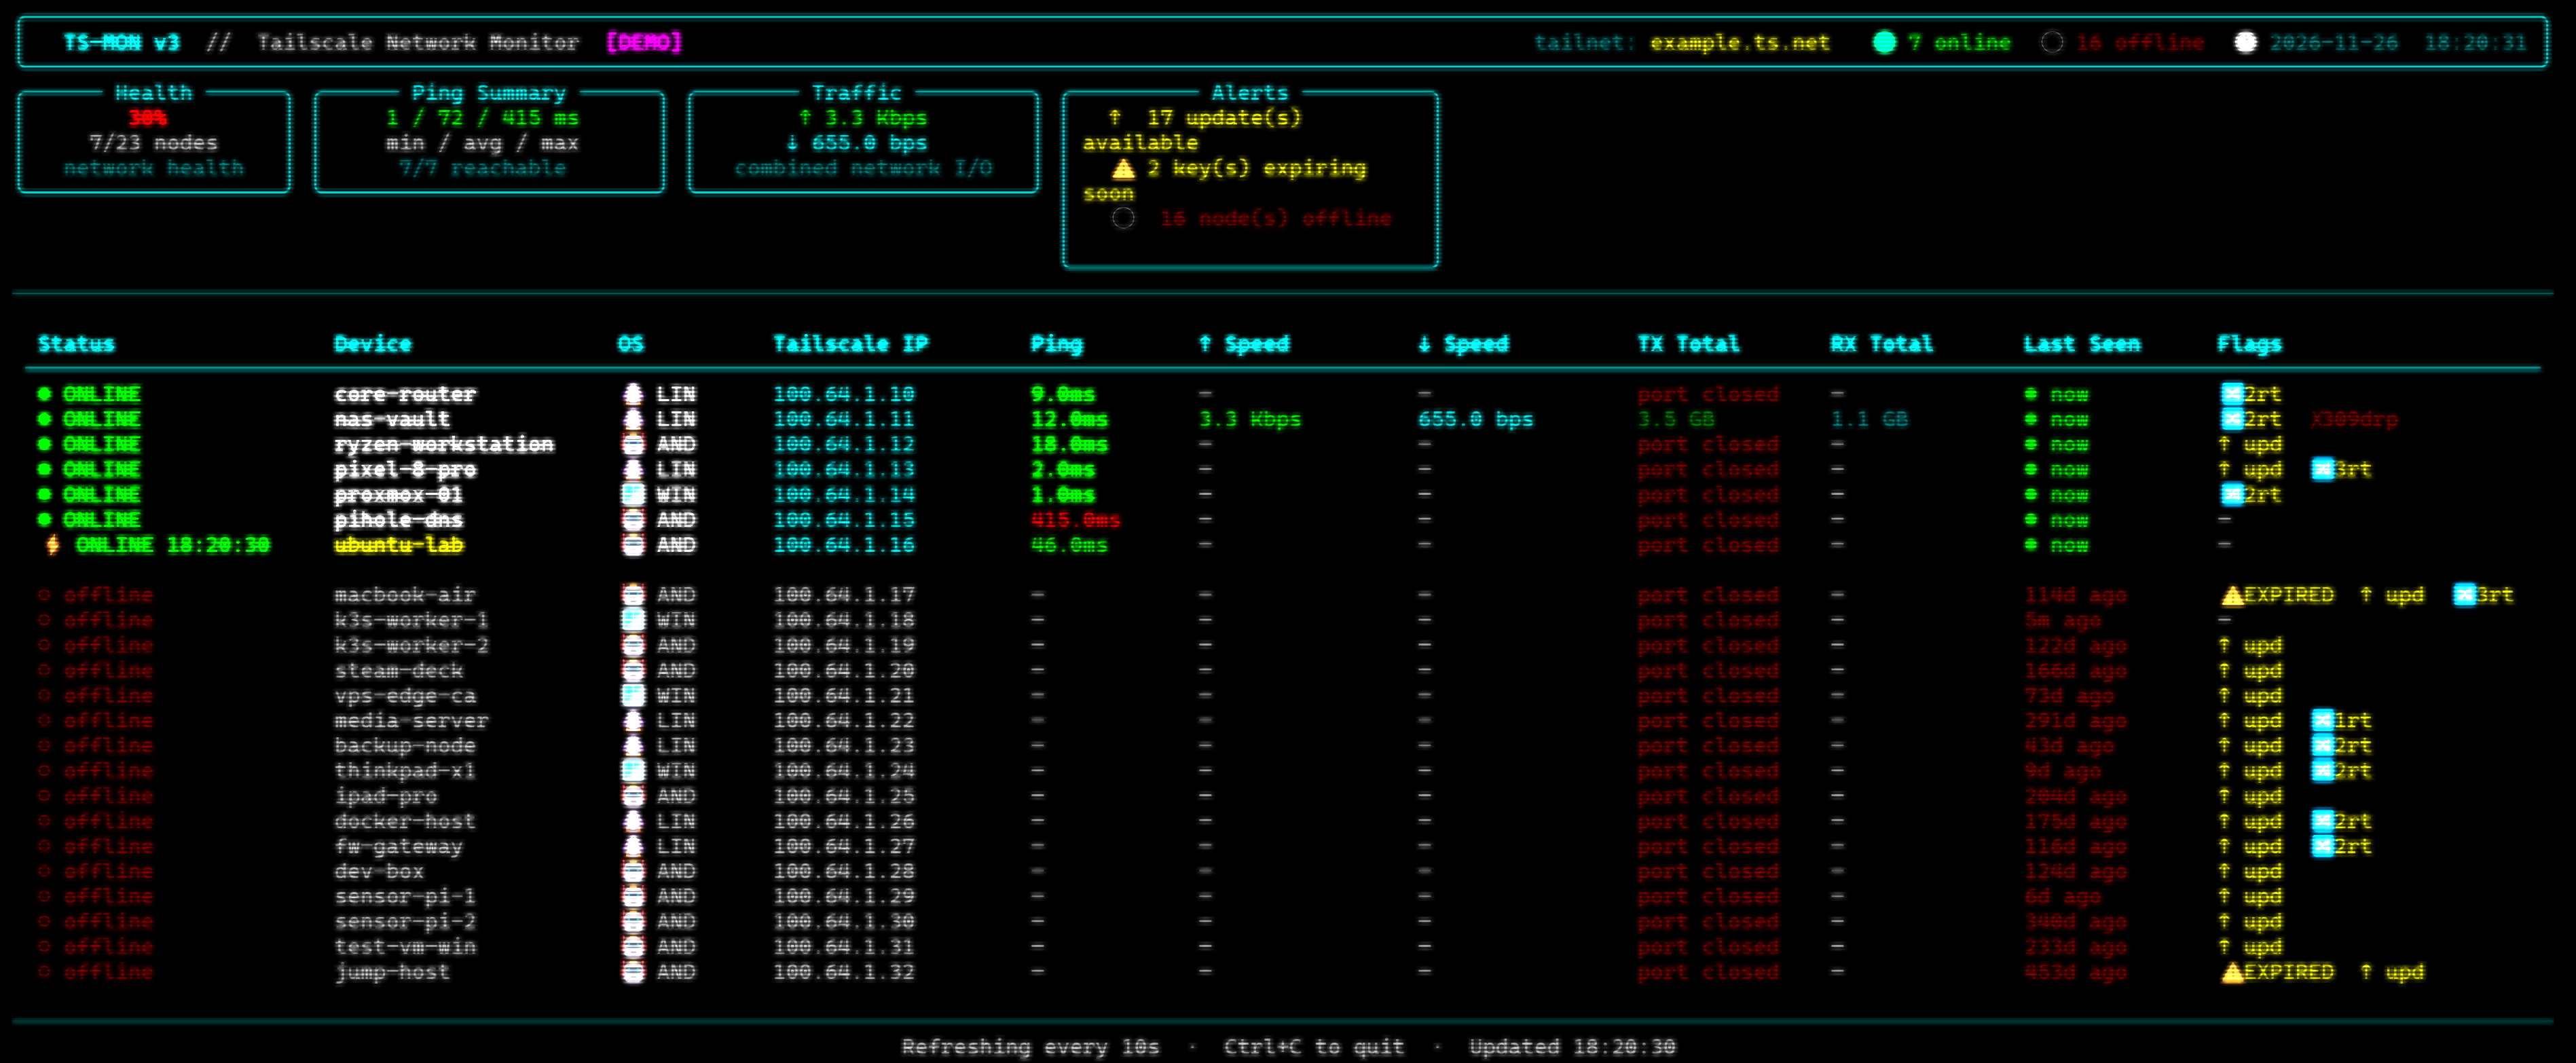 TS-MON v3 // Tailscale Network Monitor [DEMO] tailnet: example.ts.net 7 online 16 offline 2026-11-26 18:20:31
Health Ping Summary Traffic Alerts
30% 1 / 72 / 415 ms ↑ 3.3 Kbps ↑ 17 update(s)
7/23 nodes min / avg / max ↓ 655.0 bps available
network health 7/7 reachable combined network I/O ⚠ 2 key(s) expiring
soon
○ 16 node(s) offline
Status Device OS Tailscale IP Ping ↑ Speed ↓ Speed TX Total RX Total Last Seen Flags
● ONLINE core-router LIN 100.64.1.10 9.0ms — — port closed — ● now 2rt
● ONLINE nas-vault LIN 100.64.1.11 12.0ms 3.3 Kbps 655.0 bps 3.5 GB 1.1 GB ● now 2rt X309drp
● ONLINE ryzen-workstation AND 100.64.1.12 18.0ms — — port closed — ● now ↑ upd
● ONLINE pixel-8-pro LIN 100.64.1.13 2.0ms — — port closed — ● now ↑ upd 3rt
● ONLINE proxmox-01 WIN 100.64.1.14 1.0ms — — port closed — ● now 2rt
● ONLINE pihole-dns AND 100.64.1.15 415.0ms — — port closed — ● now —
⚡ ONLINE 18:20:30 ubuntu-lab AND 100.64.1.16 46.0ms — — port closed — ● now —
○ offline macbook-air AND 100.64.1.17 — — — port closed — 114d ago ⚠EXPIRED ↑ upd 3rt
○ offline k3s-worker-1 WIN 100.64.1.18 — — — port closed — 5m ago —
○ offline k3s-worker-2 AND 100.64.1.19 — — — port closed — 122d ago ↑ upd
○ offline steam-deck AND 100.64.1.20 — — — port closed — 166d ago ↑ upd
○ offline vps-edge-ca WIN 100.64.1.21 — — — port closed — 73d ago ↑ upd
○ offline media-server LIN 100.64.1.22 — — — port closed — 291d ago ↑ upd 1rt
○ offline backup-node LIN 100.64.1.23 — — — port closed — 43d ago ↑ upd 2rt
○ offline thinkpad-x1 WIN 100.64.1.24 — — — port closed — 9d ago ↑ upd 2rt
○ offline ipad-pro AND 100.64.1.25 — — — port closed — 204d ago ↑ upd
○ offline docker-host LIN 100.64.1.26 — — — port closed — 175d ago ↑ upd 2rt
○ offline fw-gateway LIN 100.64.1.27 — — — port closed — 116d ago ↑ upd 2rt
○ offline dev-box AND 100.64.1.28 — — — port closed — 124d ago ↑ upd
○ offline sensor-pi-1 AND 100.64.1.29 — — — port closed — 6d ago ↑ upd
○ offline sensor-pi-2 AND 100.64.1.30 — — — port closed — 340d ago ↑ upd
○ offline test-vm-win AND 100.64.1.31 — — — port closed — 233d ago ↑ upd
○ offline jump-host AND 100.64.1.32 — — — port closed — 453d ago ⚠EXPIRED ↑ upd
Refreshing every 10s · Ctrl+C to quit · Updated 18:20:30